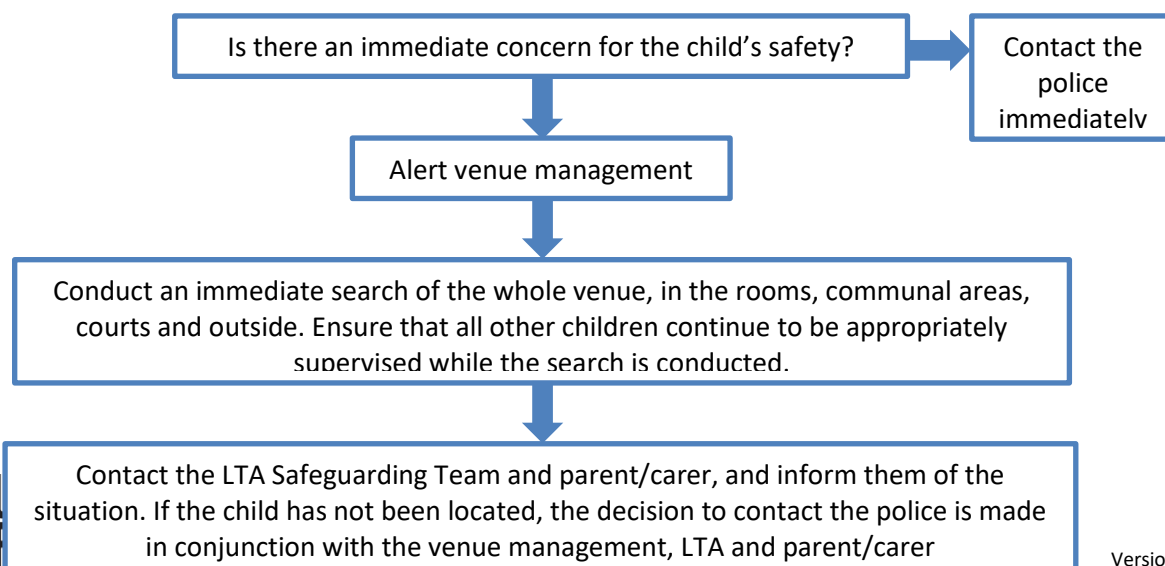 Is there an immediate concern for the child’s safety?
Contact the
police
immediately
Alert venue management
Conduct an immediate search of the whole venue, in the rooms, communal areas,
courts and outside. Ensure that all other children continue to be appropriately
supervised while the search is conducted.
Contact the LTA Safeguarding Team and parent/carer, and inform them of the
situation. If the child has not been located, the decision to contact the police is made
in conjunction with the venue management, LTA and parent/carer
Versio